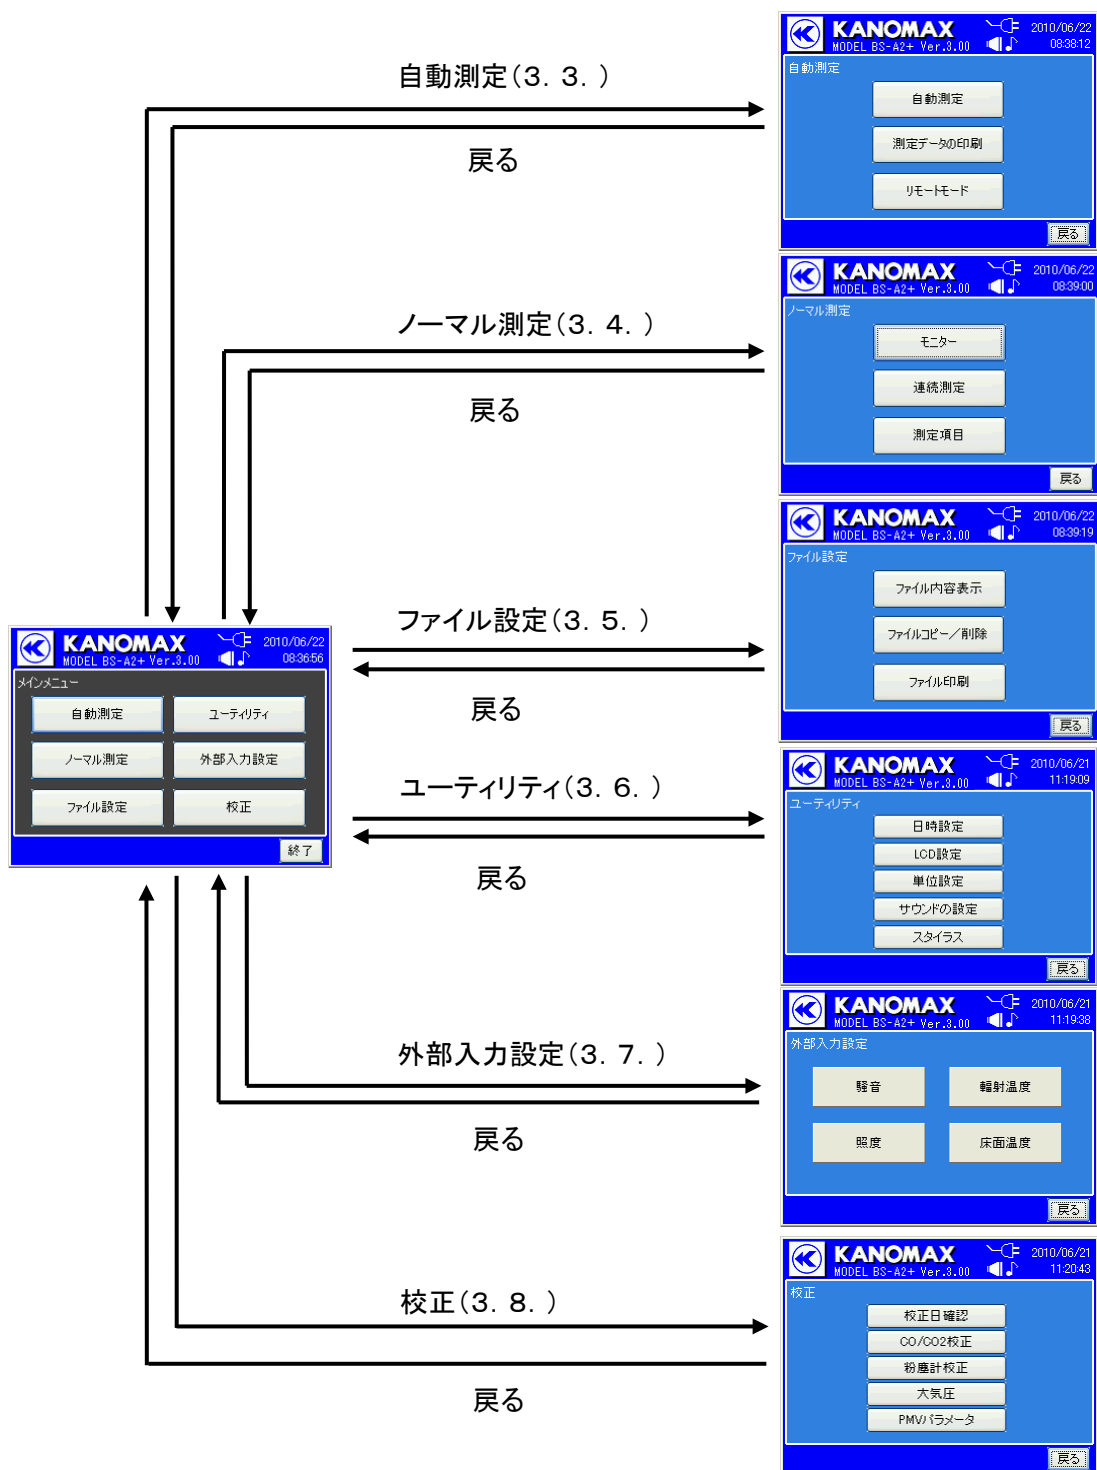 自動測定(3. 3. )
戻る
KANOMAX
MODEL BS-A2+ Ver.3.00
2010/06/22
08:38:12
自動測定
自動測定
測定データの印刷
リモートモード
戻る
ノーマル測定(3. 4. )
戻る
KANOMAX
MODEL BS-A2+ Ver.3.00
2010/06/22
08:39:00
ノーマル測定
モニター
連続測定
測定項目
戻る
ファイル設定(3. 5. )
戻る
KANOMAX
MODEL BS-A2+ Ver.3.00
2010/06/22
08:39:19
ファイル設定
ファイル内容表示
ファイルコピー/削除
ファイル印刷
戻る
KANOMAX
MODEL BS-A2+ Ver.3.00
2010/06/22
08:36:56
メインメニュー
自動測定
ユーティリティ
ノーマル測定
外部入力設定
ファイル設定
校正
終了
ユーティリティ(3. 6. )
戻る
KANOMAX
MODEL BS-A2+ Ver.3.00
2010/06/21
11:19:09
ユーティリティ
日時設定
LCD設定
単位設定
サウンドの設定
スタイラス
戻る
外部入力設定(3. 7. )
戻る
KANOMAX
MODEL BS-A2+ Ver.3.00
2010/06/21
11:19:38
外部入力設定
騒音
輻射温度
照度
床面温度
戻る
校正(3. 8. )
戻る
KANOMAX
MODEL BS-A2+ Ver.3.00
2010/06/21
11:20:43
校正
校正日確認
CO/CO2校正
粉塵計校正
大気圧
PMVパラメータ
戻る